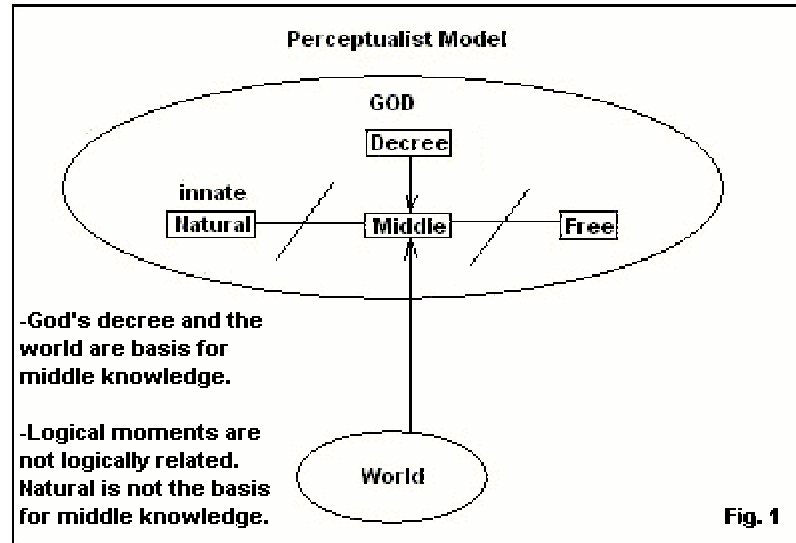 Perceptualist Model
GOD
Decree
innate
Natural
Middle
Free
-God's decree and the
world are basis for
middle knowledge.
-Logical moments are
not logically related.
Natural is not the basis
for middle knowledge.
World
Fig. 1